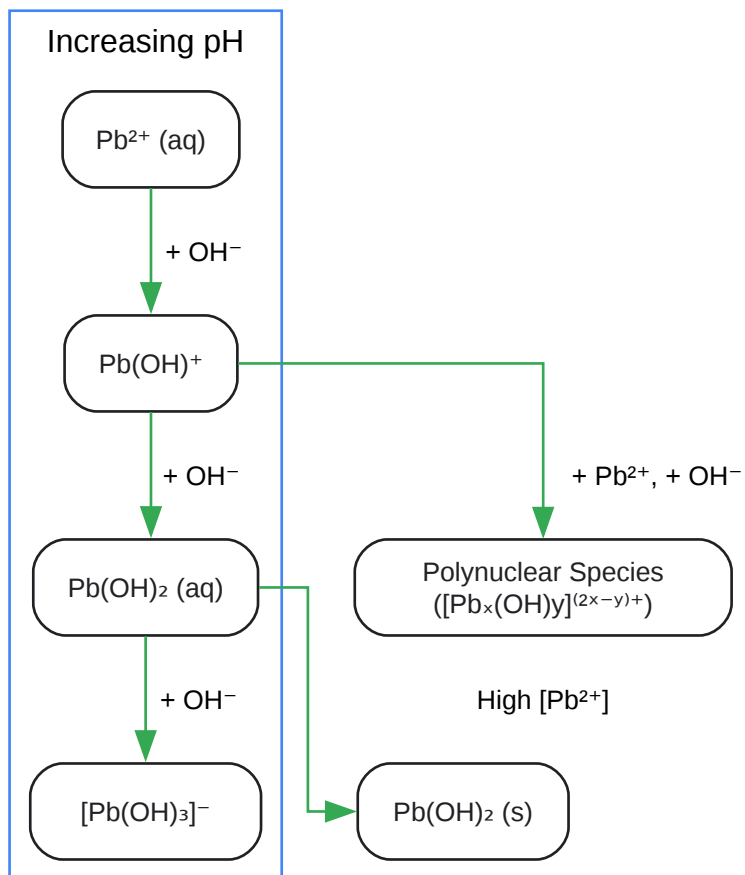 Increasing pH
Pb²⁺ (aq)
+ OH⁻
Pb(OH)⁺
+ OH⁻
+ Pb²⁺, + OH⁻
Pb(OH)₂ (aq)
Polynuclear Species
([Pbₓ(OH)y]⁽²ˣ⁻ʸ⁾⁺)
+ OH⁻
High [Pb²⁺]
[Pb(OH)₃]⁻
Pb(OH)₂ (s)